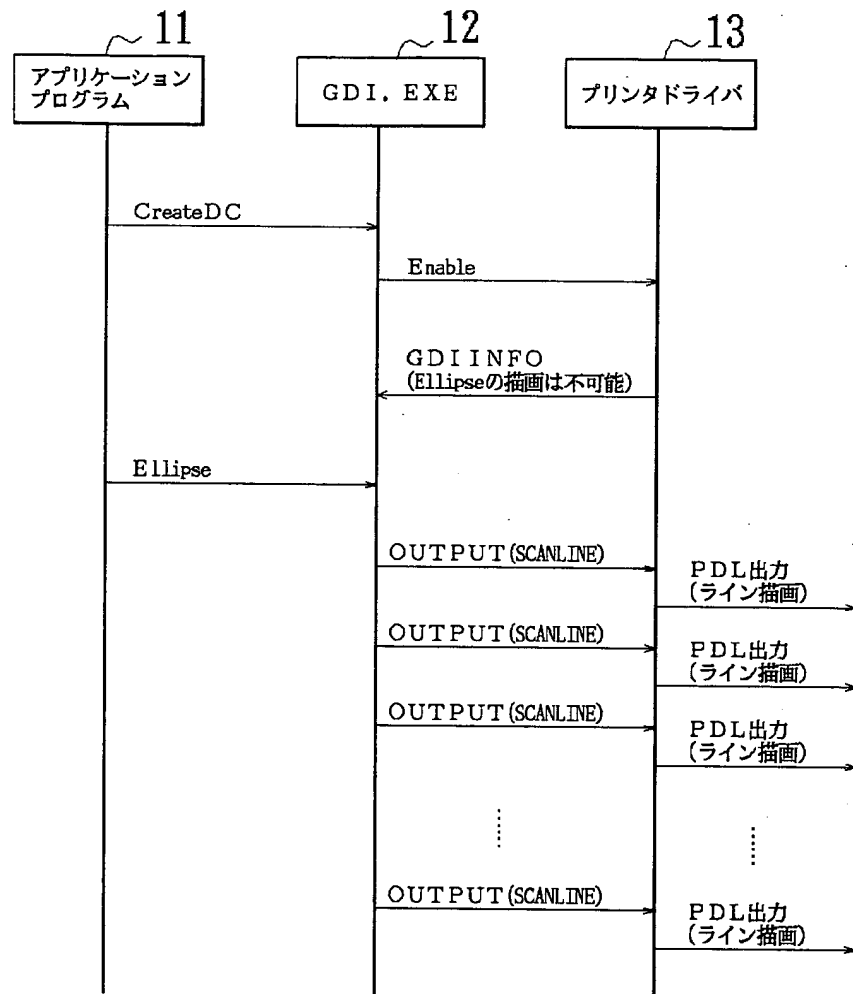 11
12
13
アプリケーション
プログラム
ＧＤＩ．ＥＸＥ
プリンタドライバ
CreateＤＣ
Enable
ＧＤＩＩＮＦＯ
(Ellipseの描画は不可能)
Ellipse
ＯＵＴＰＵＴ(SCANLINE)
ＰＤＬ出力
(ライン描画)
ＯＵＴＰＵＴ(SCANLINE)
ＰＤＬ出力
(ライン描画)
ＯＵＴＰＵＴ(SCANLINE)
ＰＤＬ出力
(ライン描画)
ＯＵＴＰＵＴ(SCANLINE)
ＰＤＬ出力
(ライン描画)